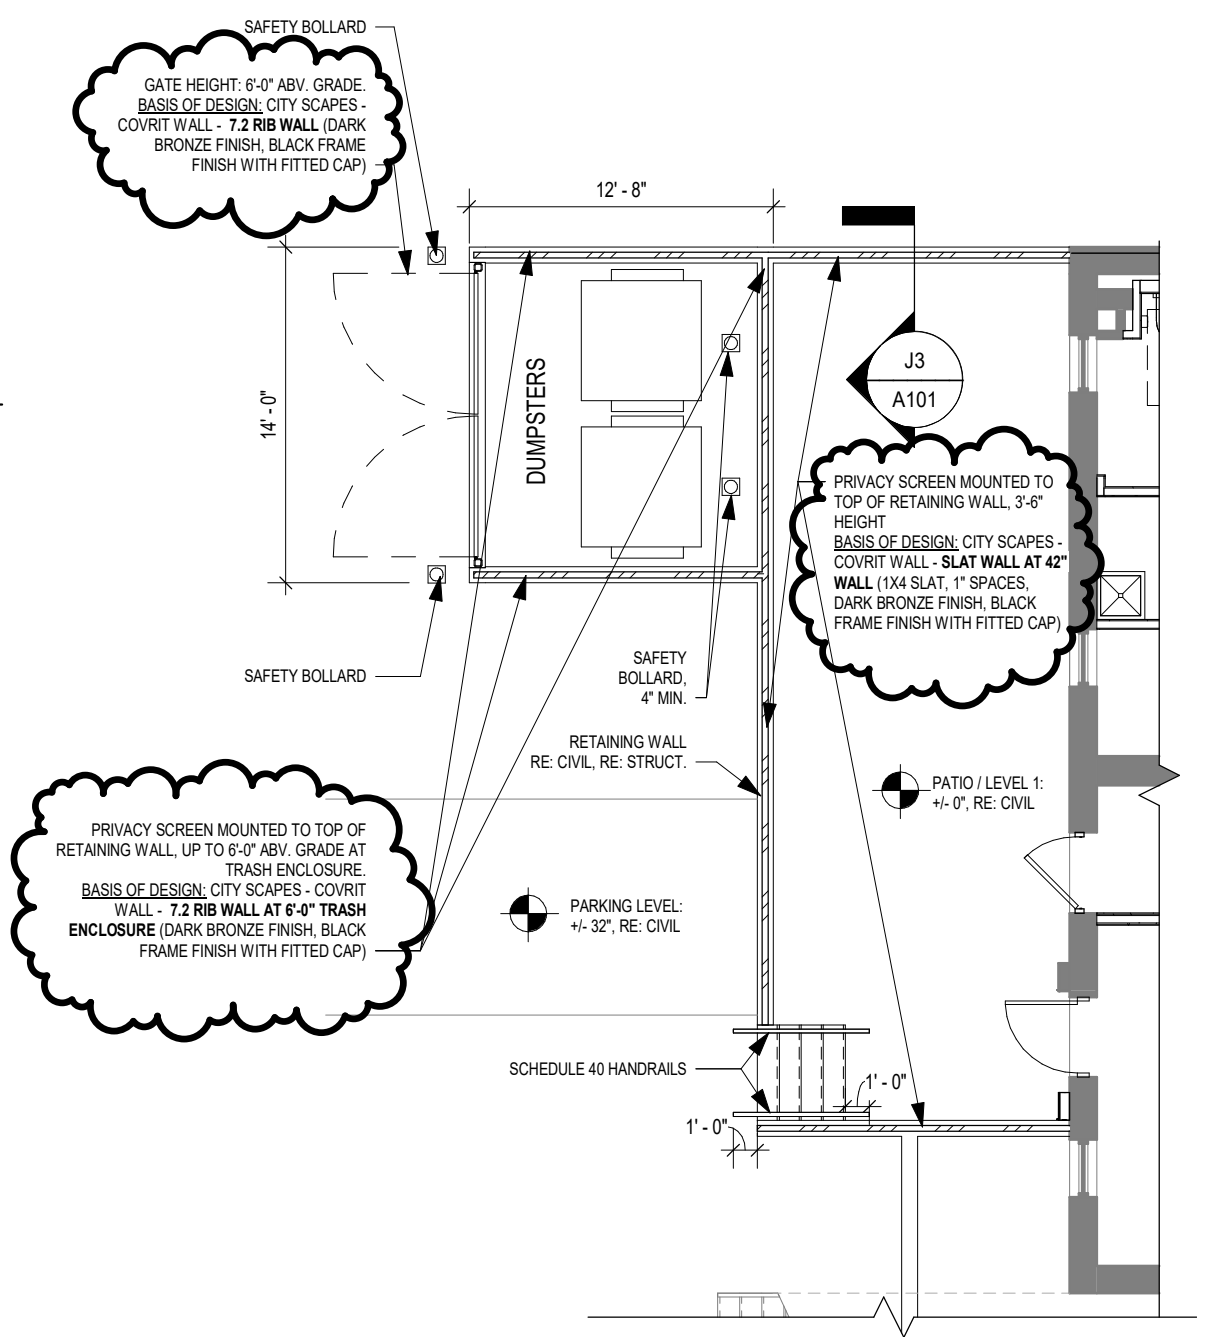 SAFETY BOLLARD
GATE HEIGHT: 6'-0" ABV. GRADE.
BASIS OF DESIGN: CITY SCAPES -
COVRIT WALL - 7.2 RIB WALL (DARK
BRONZE FINISH, BLACK FRAME
FINISH WITH FITTED CAP)
12' - 8"
14' - 0"
DUMPSTERS
J3
A101
PRIVACY SCREEN MOUNTED TO
TOP OF RETAINING WALL, 3'-6"
HEIGHT
BASIS OF DESIGN: CITY SCAPES -
COVRIT WALL - SLAT WALL AT 42"
WALL (1X4 SLAT, 1" SPACES,
DARK BRONZE FINISH, BLACK
FRAME FINISH WITH FITTED CAP)
SAFETY BOLLARD
SAFETY
BOLLARD,
4" MIN.
RETAINING WALL
RE: CIVIL, RE: STRUCT.
PATIO / LEVEL 1:
+/- 0", RE: CIVIL
PRIVACY SCREEN MOUNTED TO TOP OF
RETAINING WALL, UP TO 6'-0" ABV. GRADE AT
TRASH ENCLOSURE.
BASIS OF DESIGN: CITY SCAPES - COVRIT
WALL - 7.2 RIB WALL AT 6'-0" TRASH
ENCLOSURE (DARK BRONZE FINISH, BLACK
FRAME FINISH WITH FITTED CAP)
PARKING LEVEL:
+/- 32", RE: CIVIL
SCHEDULE 40 HANDRAILS
1' - 0"
1' - 0"